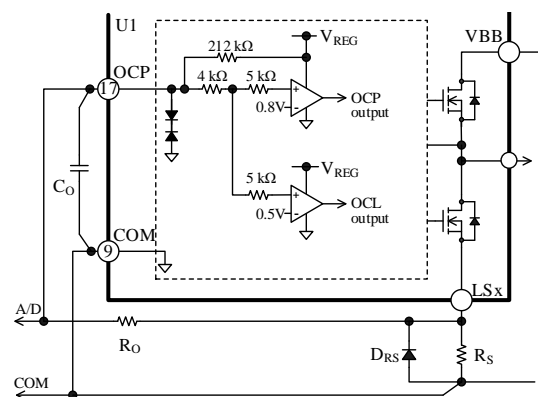 U1
VBB
VREG
212 kΩ
OCP
17
4 kΩ
5 kΩ
+
-
0.8V
OCP
output
CO
5 kΩ
VREG
+
-
0.5V
OCL
output
COM
9
LSx
A/D
RO
DRS
RS
COM